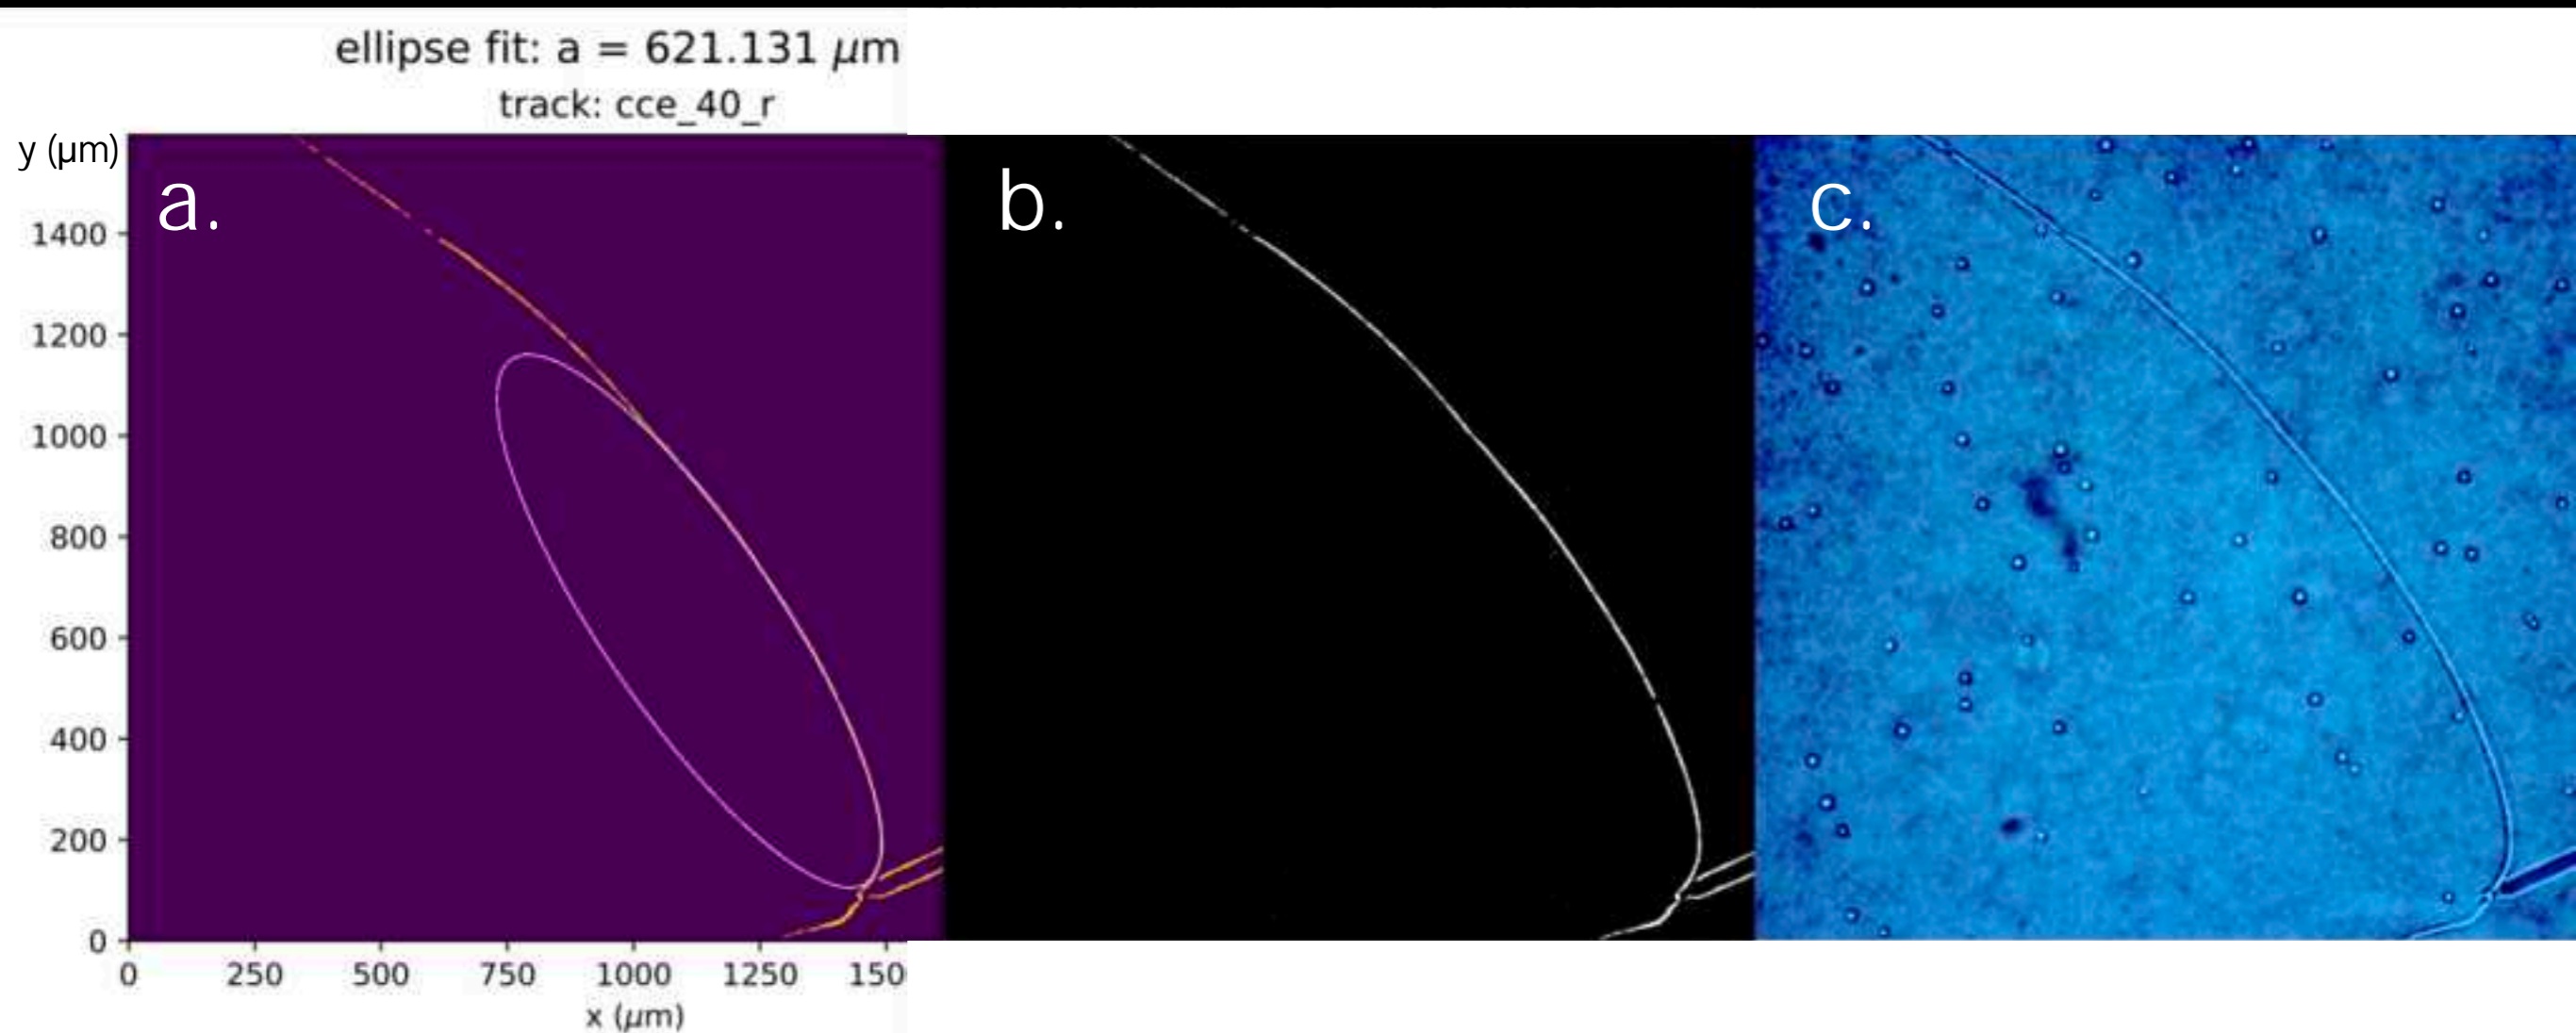 ellipse fit: a = 621.131 μm
track: cce_40_r
y (μm)
a.
b.
c.
1400
1200
1000
800
600
400
200
0
0 250 500 750 1000 1250 150
x (μm)